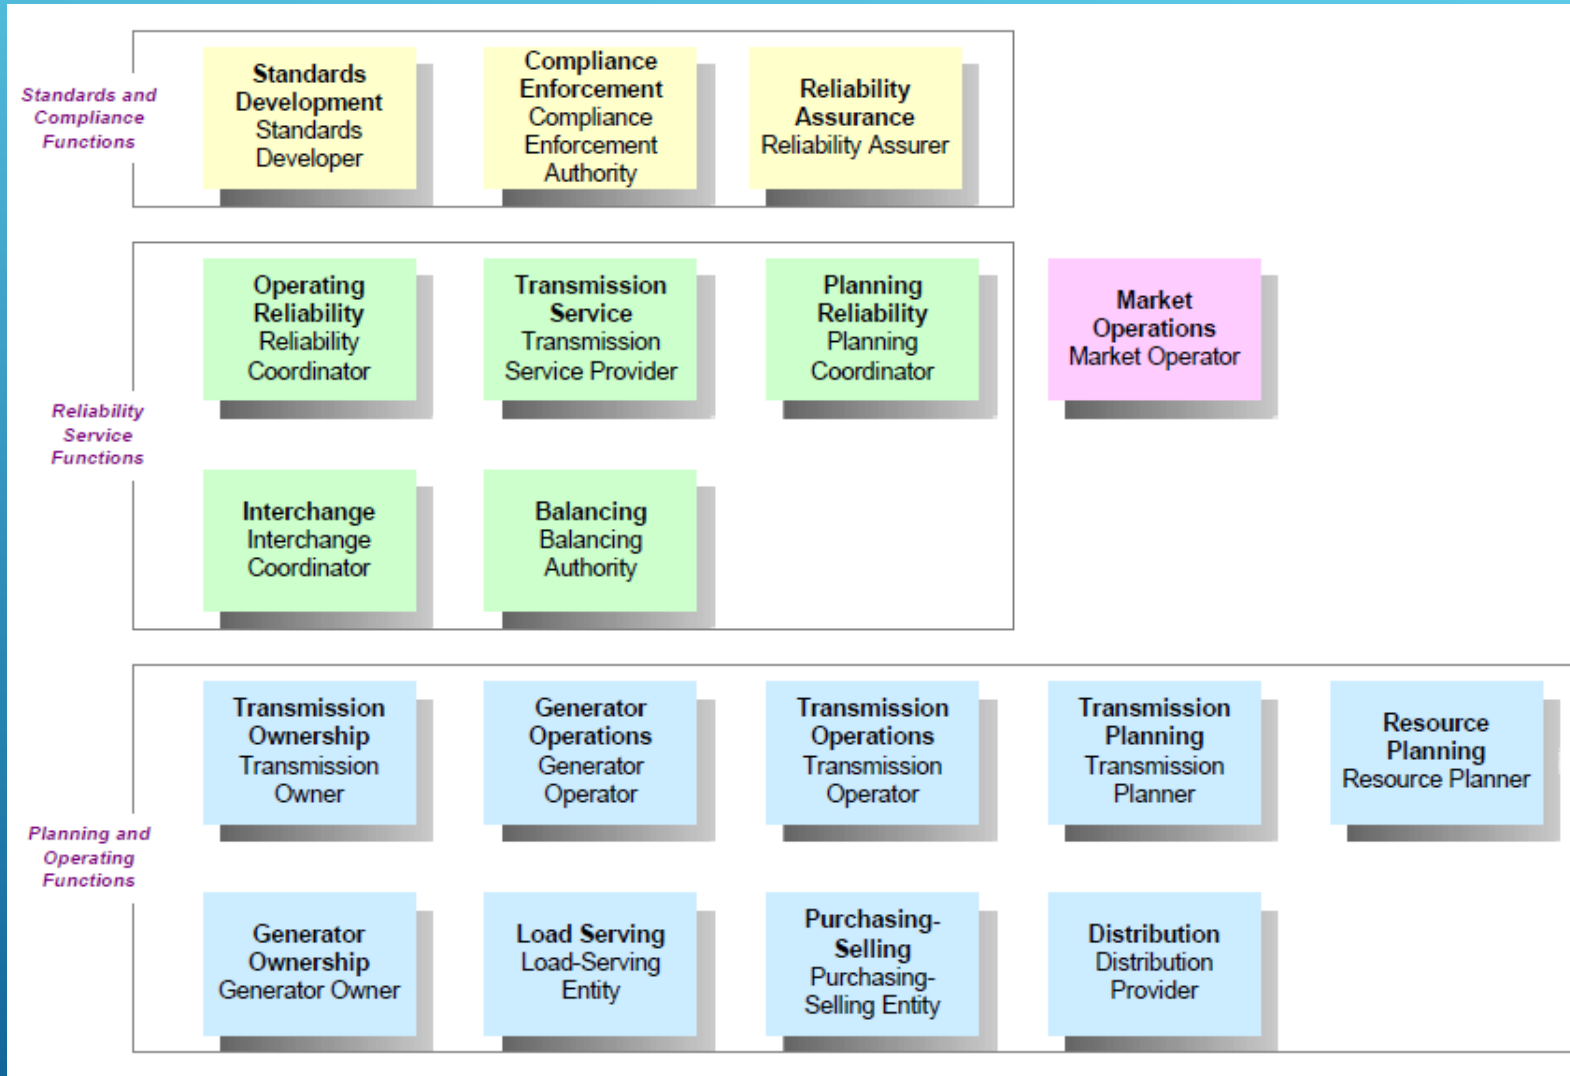 Standards and
Compliance
Functions
Standards
Development
Standards
Developer
Compliance
Enforcement
Compliance
Enforcement
Authority
Reliability
Assurance
Reliability Assurer
Reliability
Service
Functions
Operating
Reliability
Reliability
Coordinator
Transmission
Service
Transmission
Service Provider
Planning
Reliability
Planning
Coordinator
Market
Operations
Market Operator
Interchange
Interchange
Coordinator
Balancing
Balancing
Authority
Planning and
Operating
Functions
Transmission
Ownership
Transmission
Owner
Generator
Operations
Generator
Operator
Transmission
Operations
Transmission
Operator
Transmission
Planning
Transmission
Planner
Resource
Planning
Resource Planner
Generator
Ownership
Generator Owner
Load Serving
Load-Serving
Entity
Purchasing-
Selling
Purchasing-
Selling Entity
Distribution
Distribution
Provider